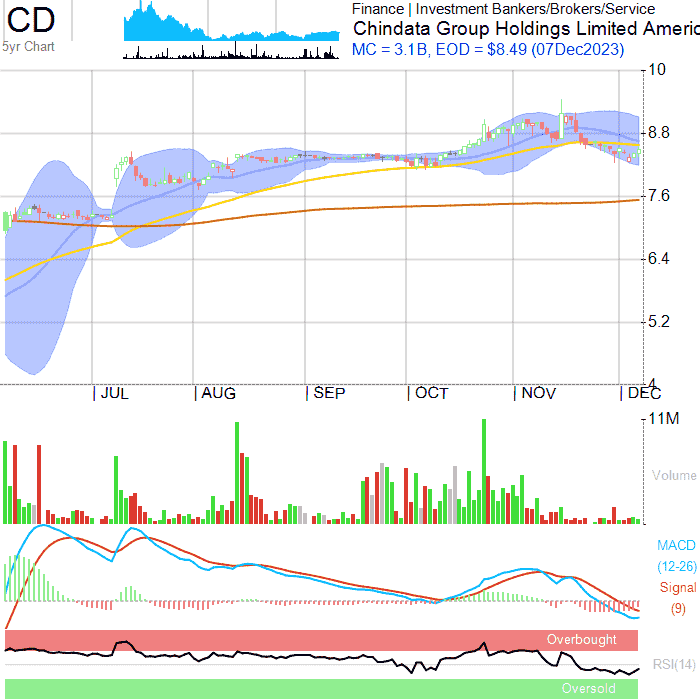 CD
5yr Chart
Finance | Investment Bankers/Brokers/Service
Chindata Group Holdings Limited Americ
MC = 3.1B, EOD = $8.49 (07Dec2023)
10
8.8
7.6
6.4
5.2
4
JUL AUG SEP OCT NOV DEC
11M
Volume
MACD
(12-26)
Signal
(9)
Overbought
RSI(14)
Oversold